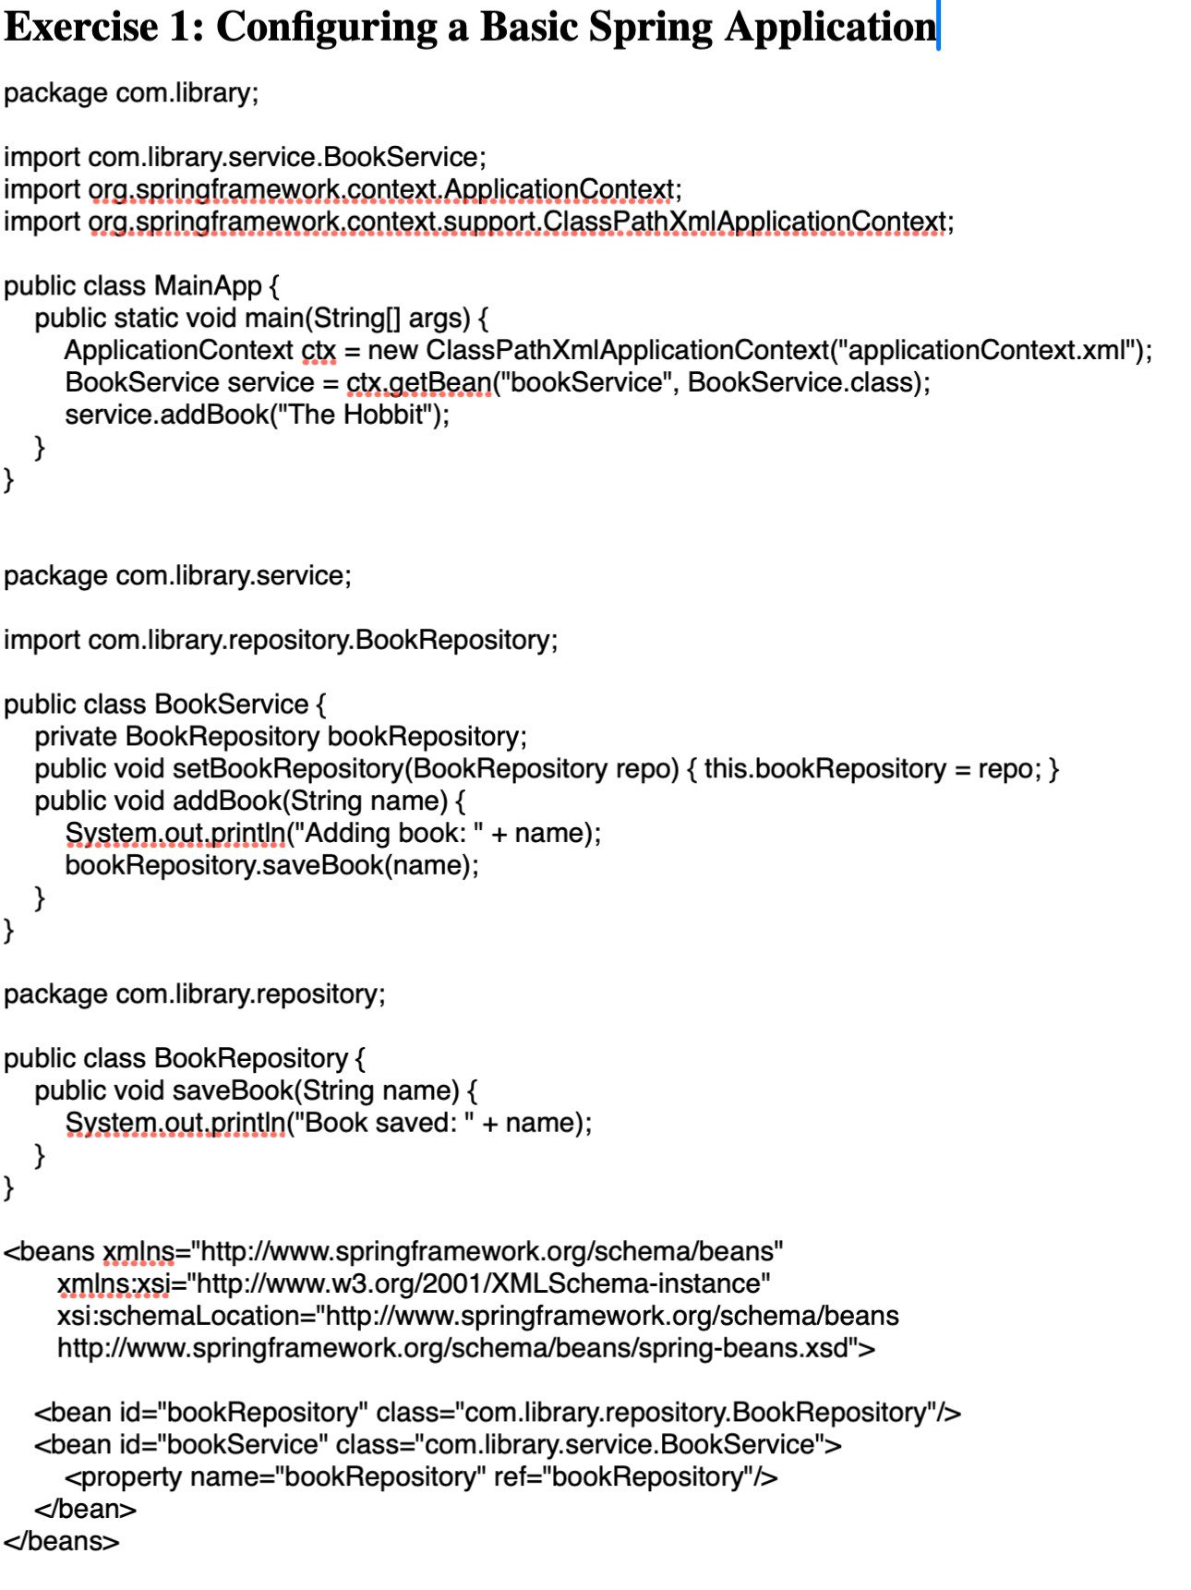 Exercise 1: Configuring a Basic Spring Application
package com.library;
import com.library.service.BookService;
import org.springframework.context.ApplicationContext;
import org.springframework.context.support.ClassPathXmlApplicationContext;
public class MainApp {
public static void main(String[] args) {
ApplicationContext ctx = new ClassPathXmlApplicationContext("applicationContext.xml");
BookService service = ctx.getBean("bookService", BookService.class);
service.addBook("The Hobbit");
}
}
package com.library.service;
import com.library.repository.BookRepository;
public class BookService {
private BookRepository bookRepository;
public void setBookRepository(BookRepository repo) { this.bookRepository = repo; }
public void addBook(String name) {
System.out.println("Adding book: " + name);
bookRepository.saveBook(name);
}
}
package com.library.repository;
public class BookRepository {
public void saveBook(String name) {
System.out.println("Book saved: " + name);
}
}
<beans xmlns="http://www.springframework.org/schema/beans"
xmlns:xsi="http://www.w3.org/2001/XMLSchema-instance"
xsi:schemaLocation="http://www.springframework.org/schema/beans
http://www.springframework.org/schema/beans/spring-beans.xsd">
<bean id="bookRepository" class="com.library.repository.BookRepository"/>
<bean id="bookService" class="com.library.service.BookService">
<property name="bookRepository" ref="bookRepository"/>
</bean>
</beans>